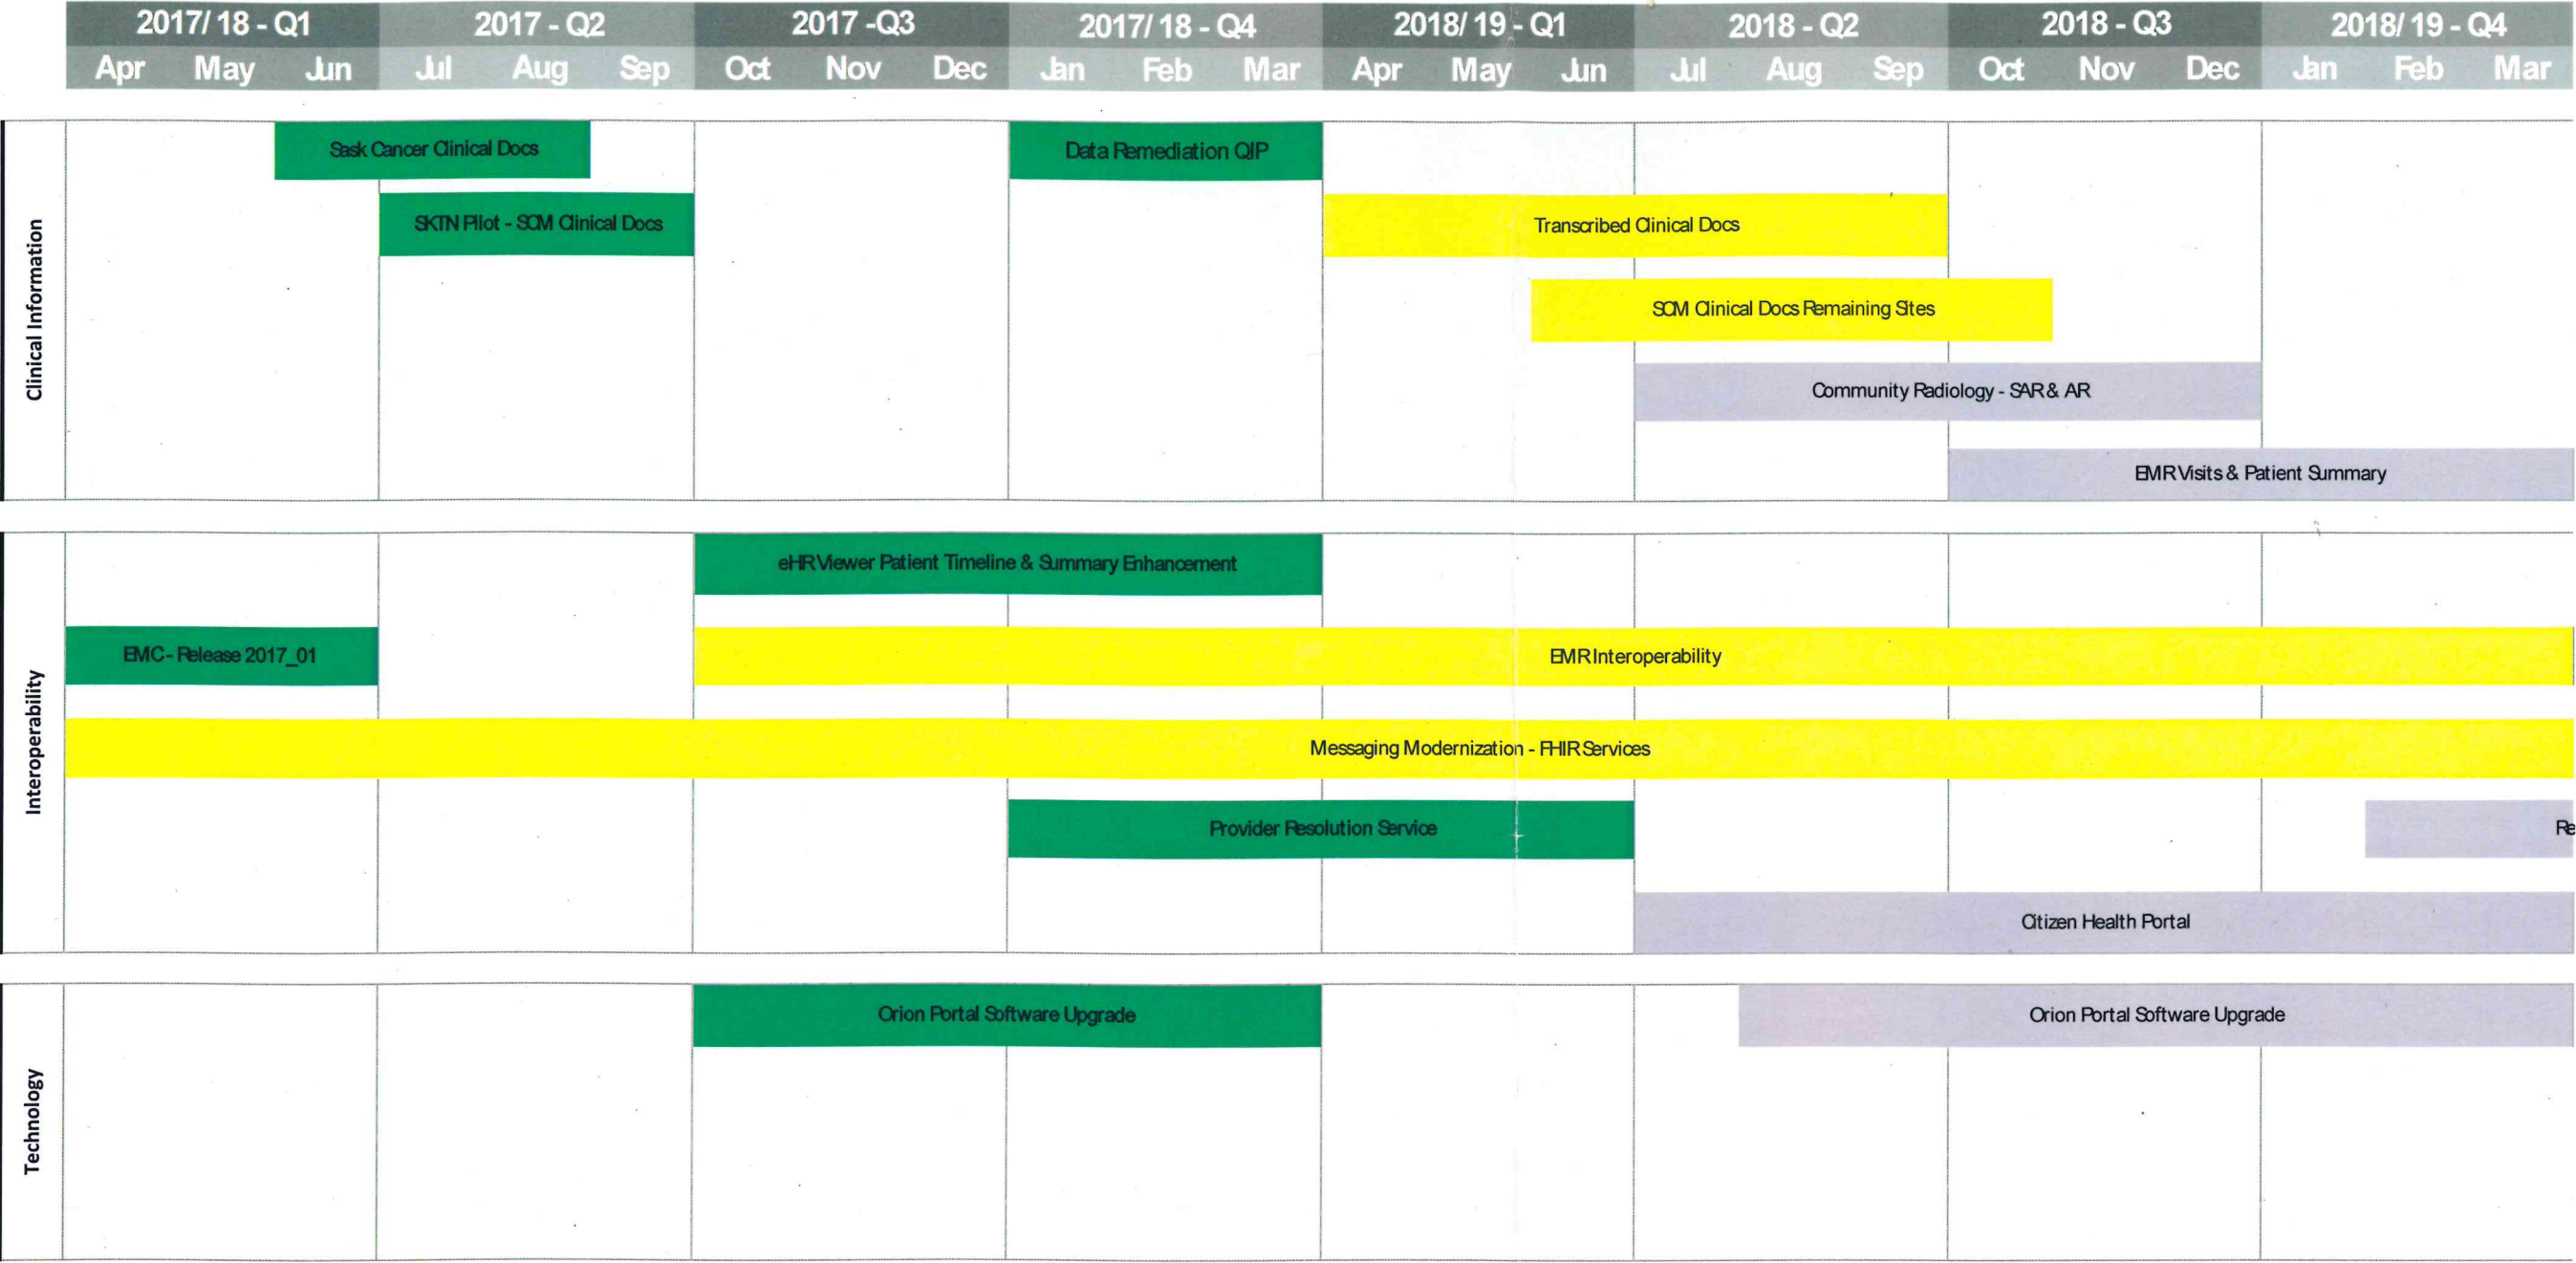 2017/18 - Q1 2017 - Q2 2017 -Q3 2017/18 - Q4 2018/19 - Q1 2018 - Q2 2018 - Q3 2018/19 - Q4
Apr May Jun Jul Aug Sep Oct Nov Dec Jan Feb Mar Apr May Jun Jul Aug Sep Oct Nov Dec Jan Feb Mar
Clinical Information
Sask Cancer Clinical Docs
Data Remediation QIP
SKTN Pilot - SCM Clinical Docs
Transcribed Clinical Docs
SCM Clinical Docs Remaining Sites
Community Radiology - SAR & AR
EMR Visits & Patient Summary
Interoperability
eHR Viewer Patient Timeline & Summary Enhancement
EMC - Release 2017_01
EMR Interoperability
Messaging Modernization - FHIR Services
Provider Resolution Service
Re
Citizen Health Portal
Technology
Orion Portal Software Upgrade
Orion Portal Software Upgrade